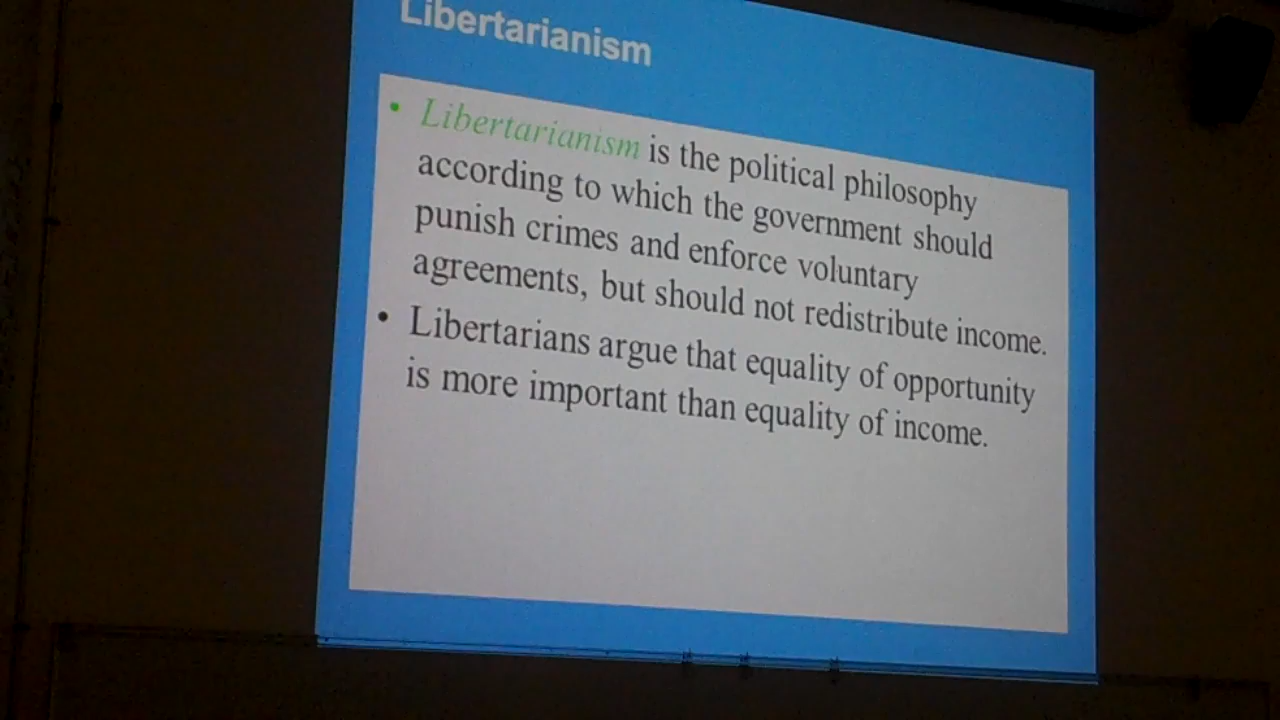 Libertarianism
• Libertarianism is the political philosophy
according to which the government should
punish crimes and enforce voluntary
agreements, but should not redistribute income.
• Libertarians argue that equality of opportunity
is more important than equality of income.